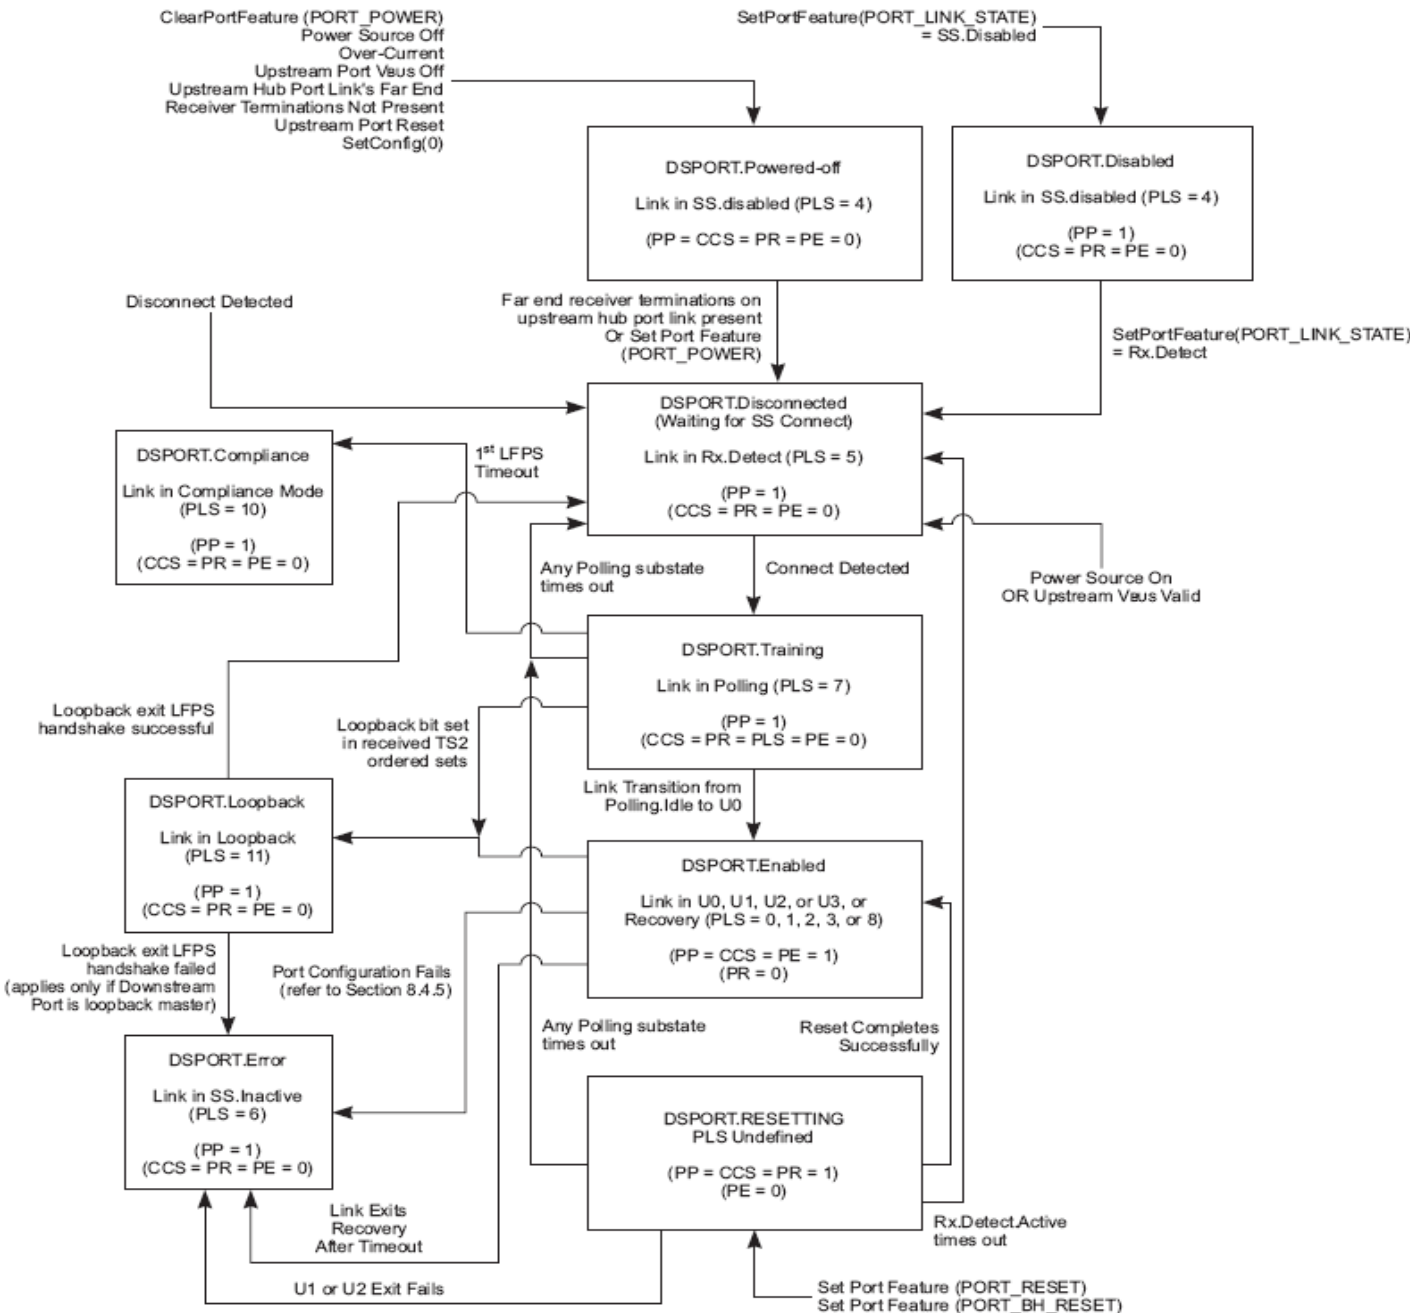 ClearPortFeature (PORT_POWER)
Power Source Off
Over-Current
Upstream Port VBUS Off
Upstream Hub Port Link's Far End
Receiver Terminations Not Present
Upstream Port Reset
SetConfig(0)
SetPortFeature(PORT_LINK_STATE)
= SS.Disabled
DSPORT.Powered-off
Link in SS.disabled (PLS = 4)
(PP = CCS = PR = PE = 0)
DSPORT.Disabled
Link in SS.disabled (PLS = 4)
(PP = 1)
(CCS = PR = PE = 0)
Disconnect Detected
Far end receiver terminations on
upstream hub port link present
Or Set Port Feature
(PORT_POWER)
SetPortFeature(PORT_LINK_STATE)
= Rx.Detect
DSPORT.Disconnected
(Waiting for SS Connect)
Link in Rx.Detect (PLS = 5)
(PP = 1)
(CCS = PR = PE = 0)
DSPORT.Compliance
Link in Compliance Mode
(PLS = 10)
(PP = 1)
(CCS = PR = PE = 0)
1st LFPS
Timeout
Any Polling substate
times out
Connect Detected
Power Source On
OR Upstream VBUS Valid
DSPORT.Training
Link in Polling (PLS = 7)
(PP = 1)
(CCS = PR = PLS = PE = 0)
Loopback exit LFPS
handshake successful
Loopback bit set
in received TS2
ordered sets
Link Transition from
Polling.Idle to U0
DSPORT.Loopback
Link in Loopback
(PLS = 11)
(PP = 1)
(CCS = PR = PE = 0)
DSPORT.Enabled
Link in U0, U1, U2, or U3, or
Recovery (PLS = 0, 1, 2, 3, or 8)
(PP = CCS = PE = 1)
(PR = 0)
Loopback exit LFPS
handshake failed
(applies only if Downstream
Port is loopback master)
Port Configuration Fails
(refer to Section 8.4.5)
Any Polling substate
times out
Reset Completes
Successfully
DSPORT.Error
Link in SS.Inactive
(PLS = 6)
(PP = 1)
(CCS = PR = PE = 0)
DSPORT.RESETTING
PLS Undefined
(PP = CCS = PR = 1)
(PE = 0)
Link Exits
Recovery
After Timeout
Rx.Detect.Active
times out
U1 or U2 Exit Fails
Set Port Feature (PORT_RESET)
Set Port Feature (PORT_BH_RESET)